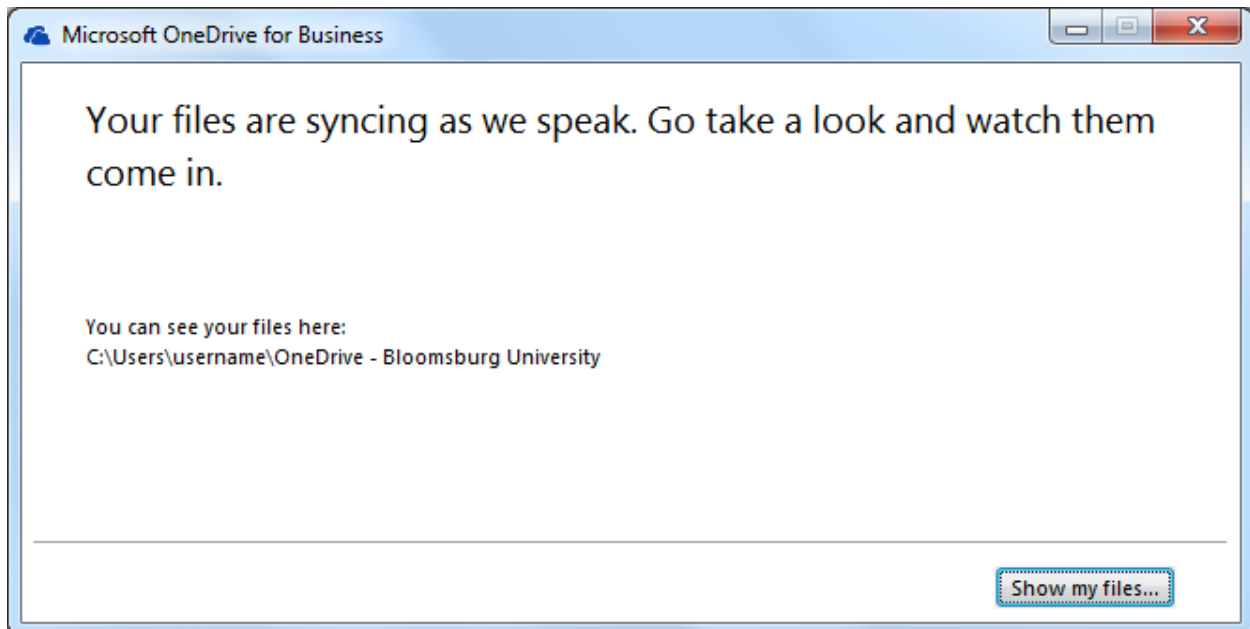 Microsoft OneDrive for Business
Your files are syncing as we speak. Go take a look and watch them
come in.
You can see your files here:
C:\Users\username\OneDrive - Bloomsburg University
Show my files...